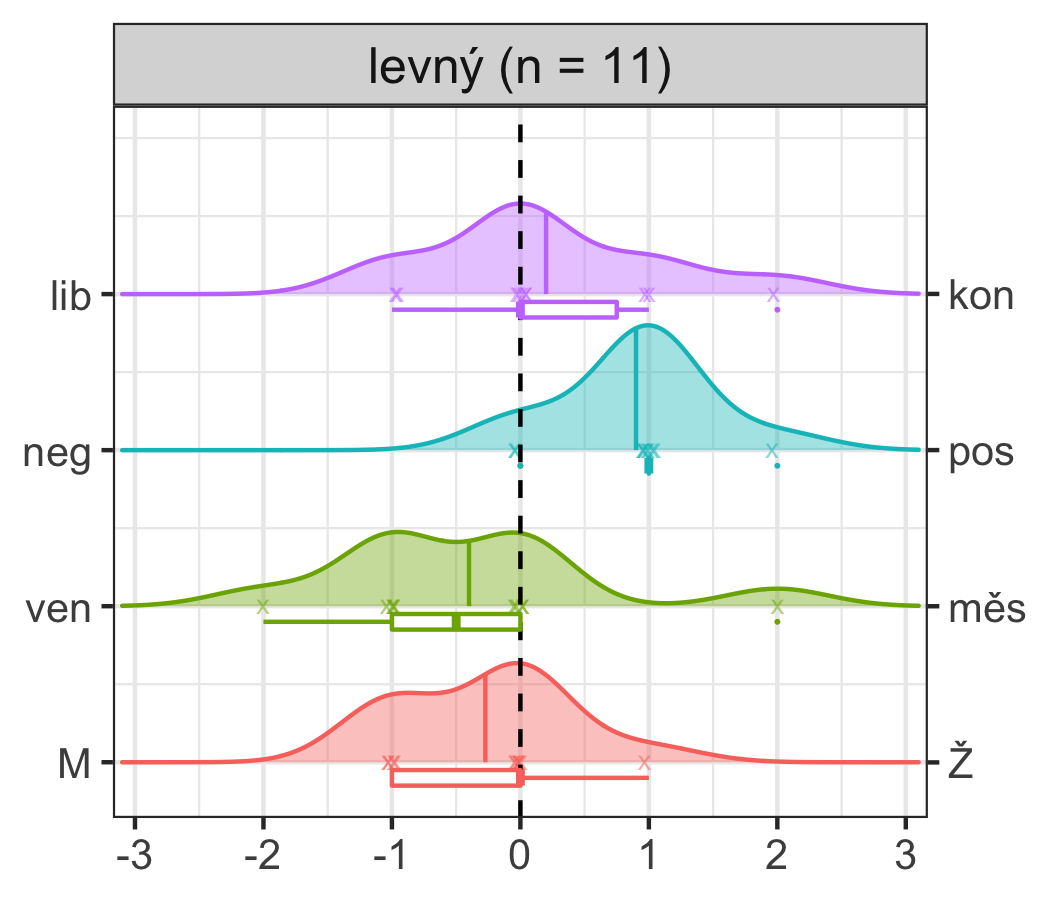 levný (n = 11)
lib kon
neg pos
ven měs
M Ž
-3 -2 -1 0 1 2 3